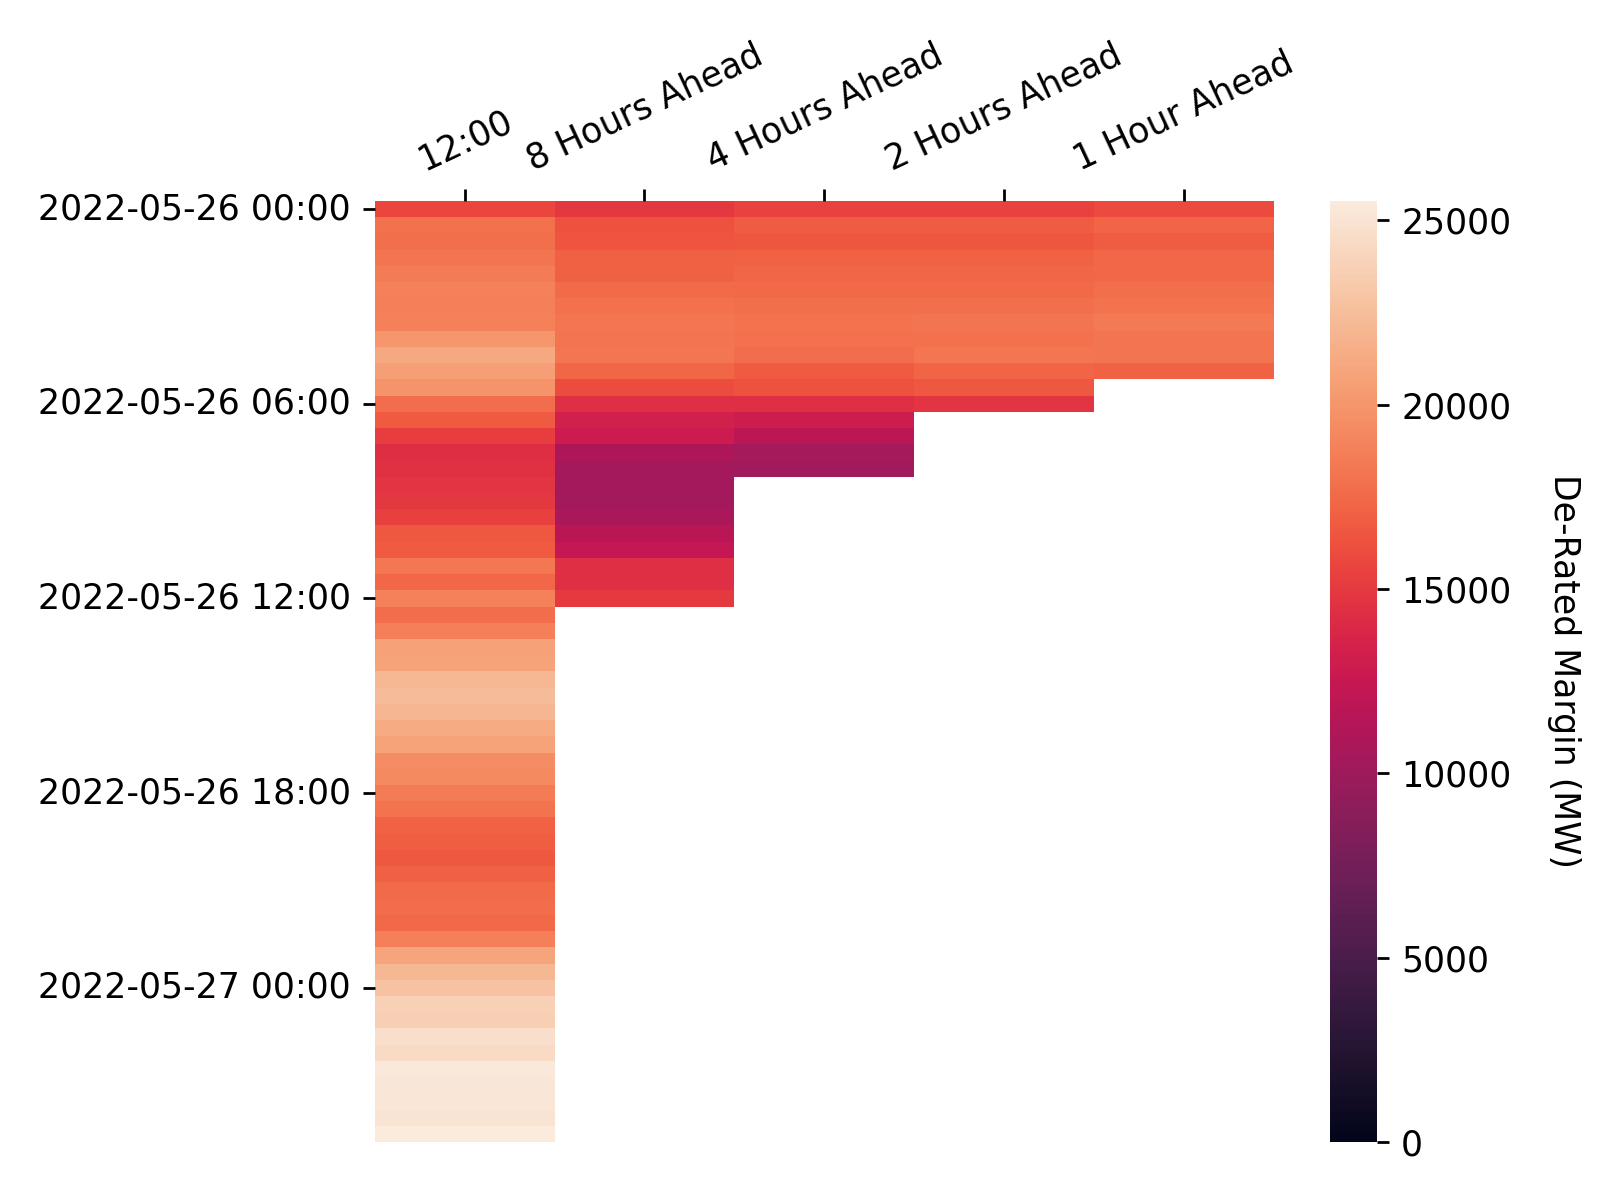 12:00
8 Hours Ahead
4 Hours Ahead
2 Hours Ahead
1 Hour Ahead
2022-05-26 00:00
2022-05-26 06:00
2022-05-26 12:00
2022-05-26 18:00
2022-05-27 00:00
25000
20000
15000
10000
5000
0
De-Rated Margin (MW)